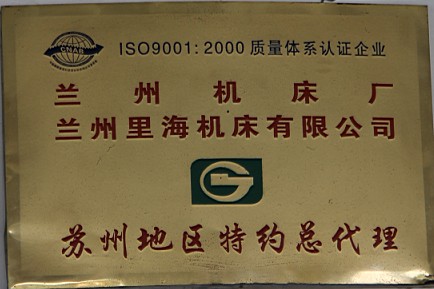 CNAB
ISO9001:2000 质量体系认证企业
兰州机床厂
兰州里海机床有限公司
G
苏州地区特约总代理